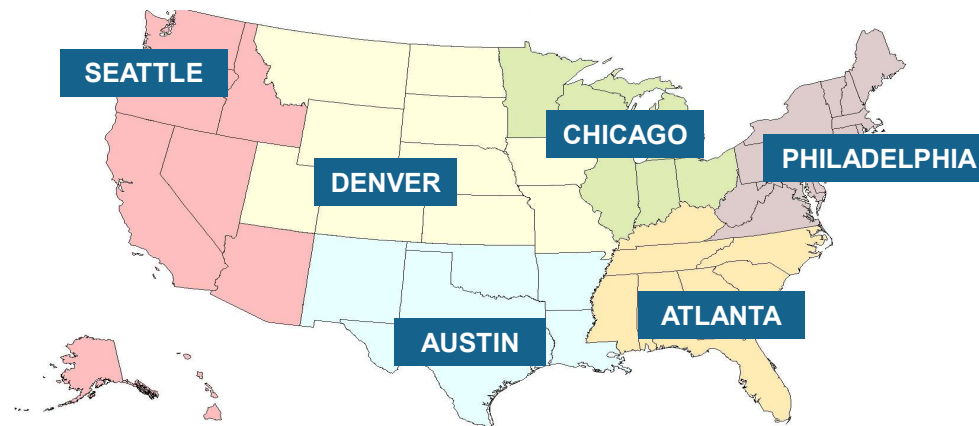 SEATTLE
CHICAGO
PHILADELPHIA
DENVER
ATLANTA
AUSTIN